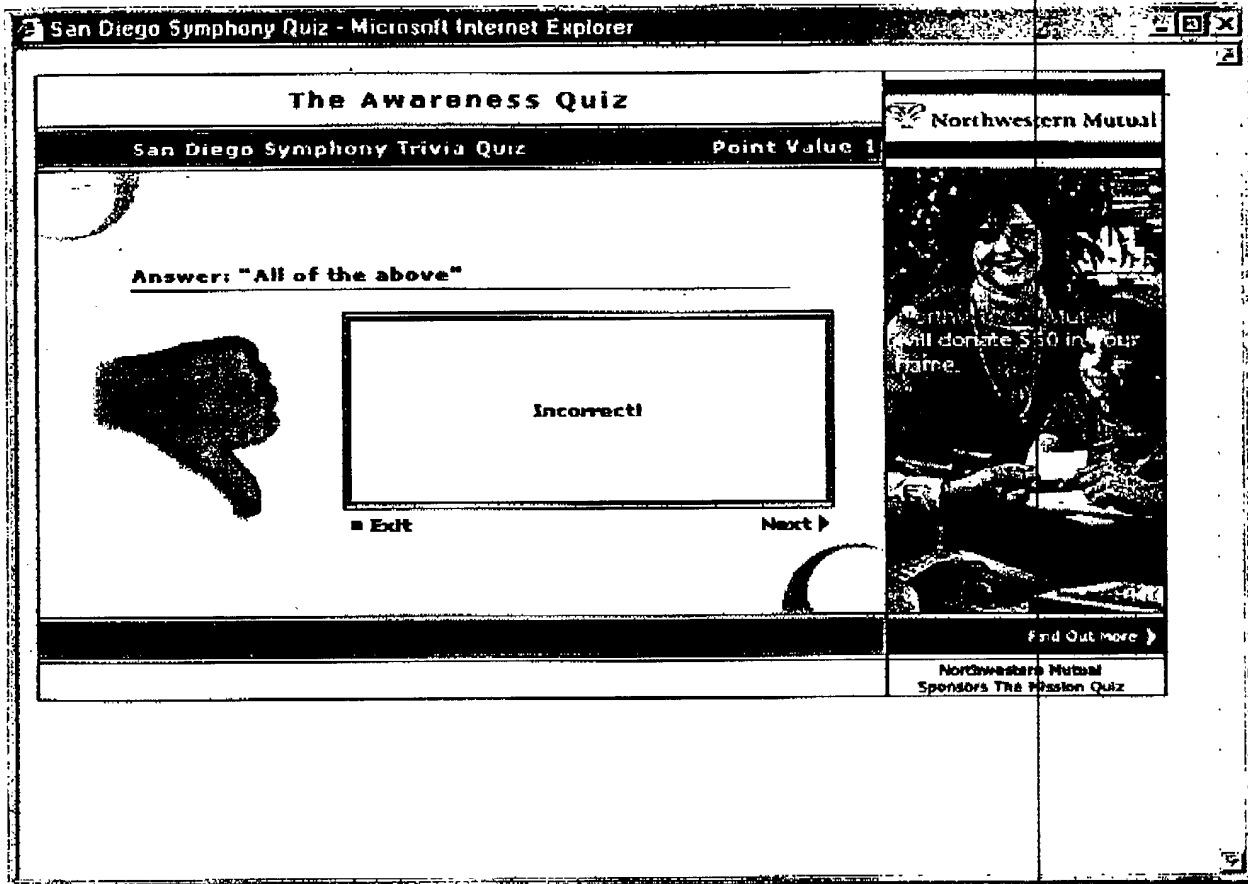 San Diego Symphony Quiz - Microsoft Internet Explorer
The Awareness Quiz
San Diego Symphony Trivia Quiz
Point Value 1
Answer: "All of the above"
Incorrect!
Exit
Next
Northwestern Mutual
Northwestern Mutual
will donate $50 in your
name.
Find Out More
Northwestern Mutual
Sponsors The Mission Quiz